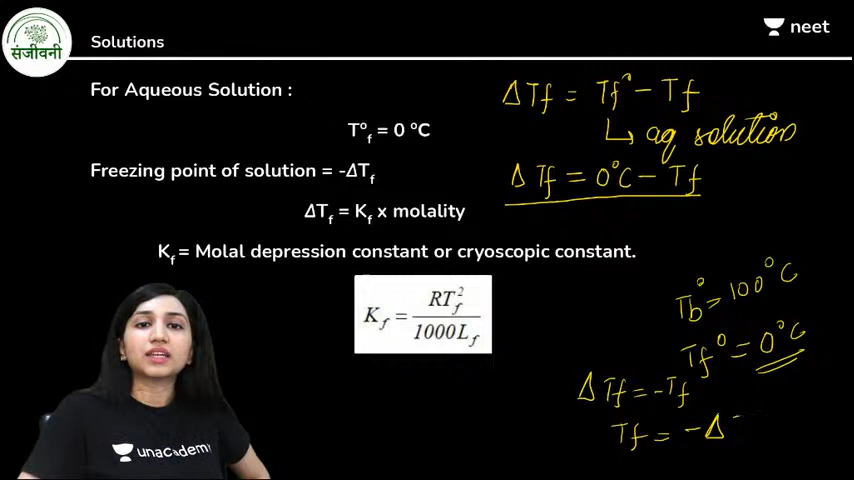 संजीवनी
Solutions
neet
For Aqueous Solution :
T°f = 0 °C
Freezing point of solution = -ΔTf
ΔTf = Kf x molality
Kf = Molal depression constant or cryoscopic constant.
Kf = RTf² / 1000Lf
ΔTf = Tf° - Tf
↳ aq solution
ΔTf = 0°C - Tf
Tb° = 100°C
Tf° = 0°C
ΔTf = -Tf
Tf = -Δ
unacademy